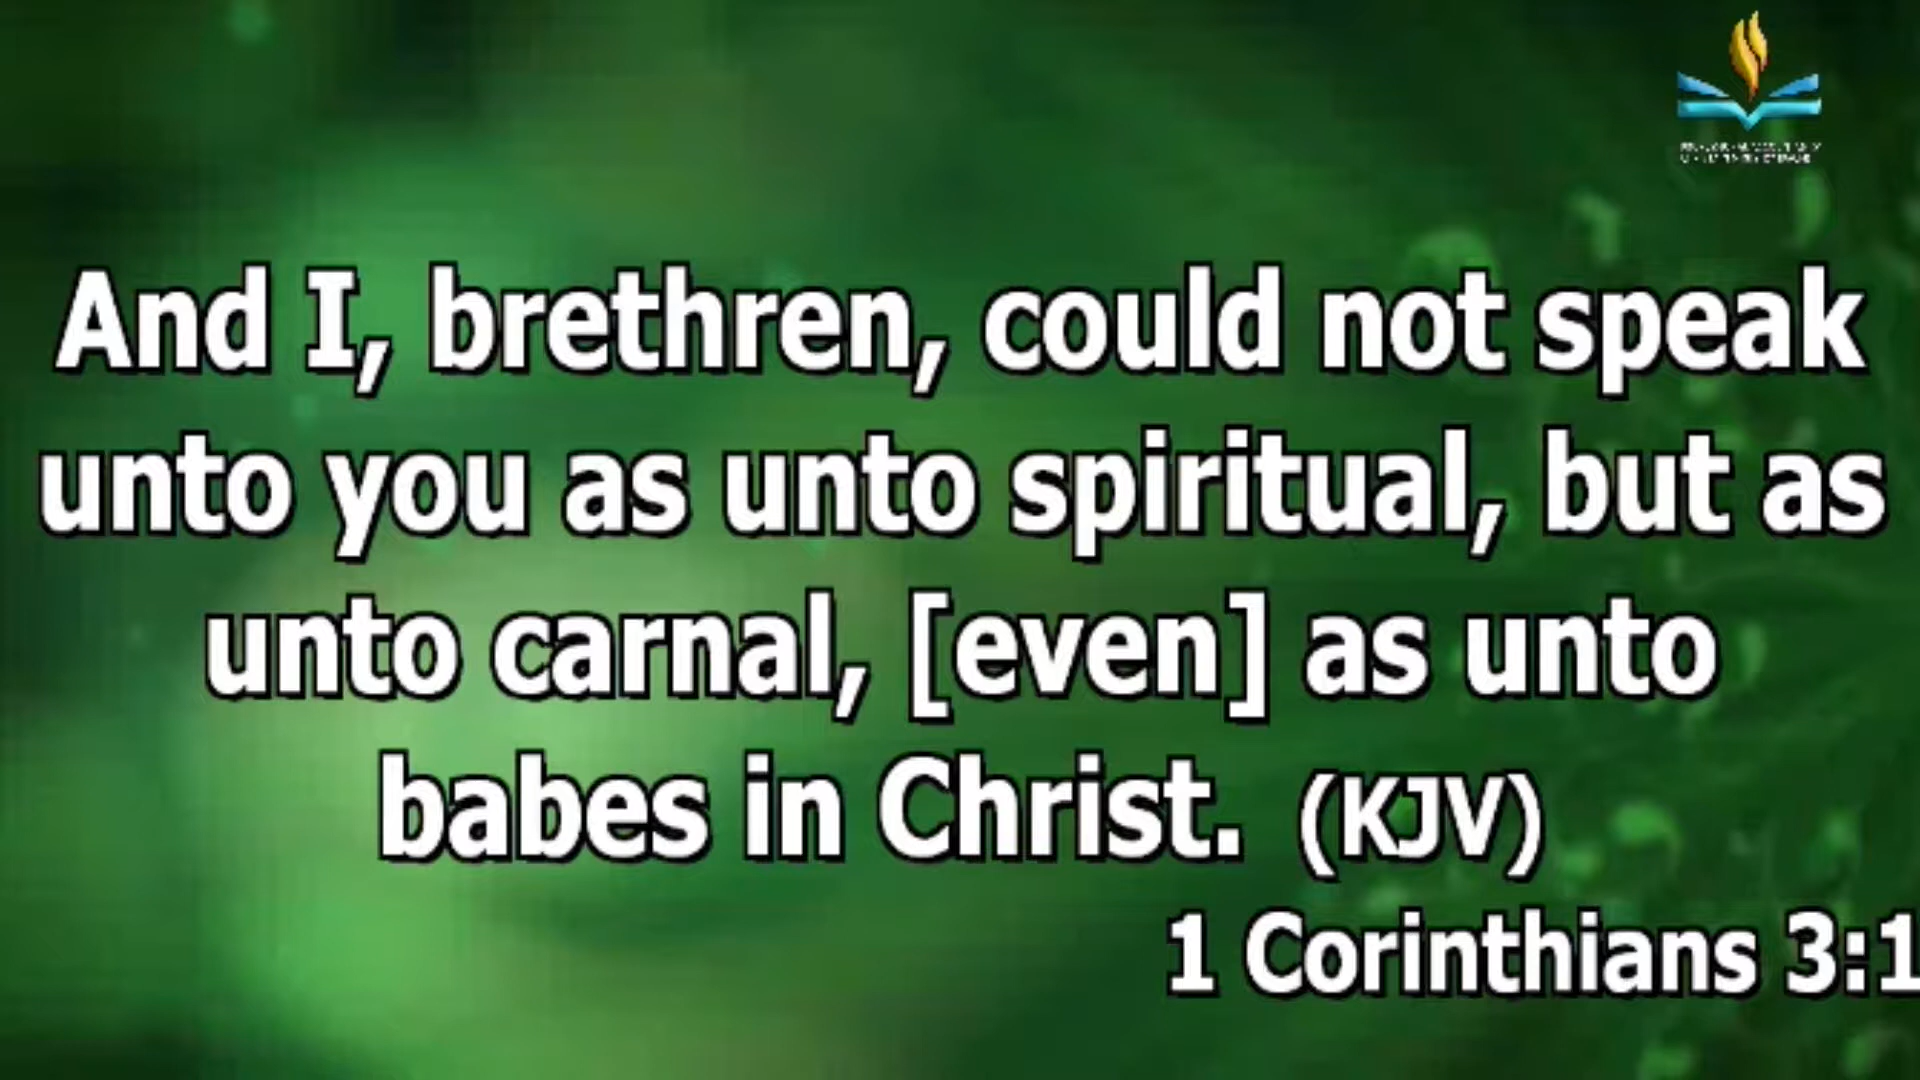 And I, brethren, could not speak
unto you as unto spiritual, but as
unto carnal, [even] as unto
babes in Christ. (KJV)
1 Corinthians 3:1